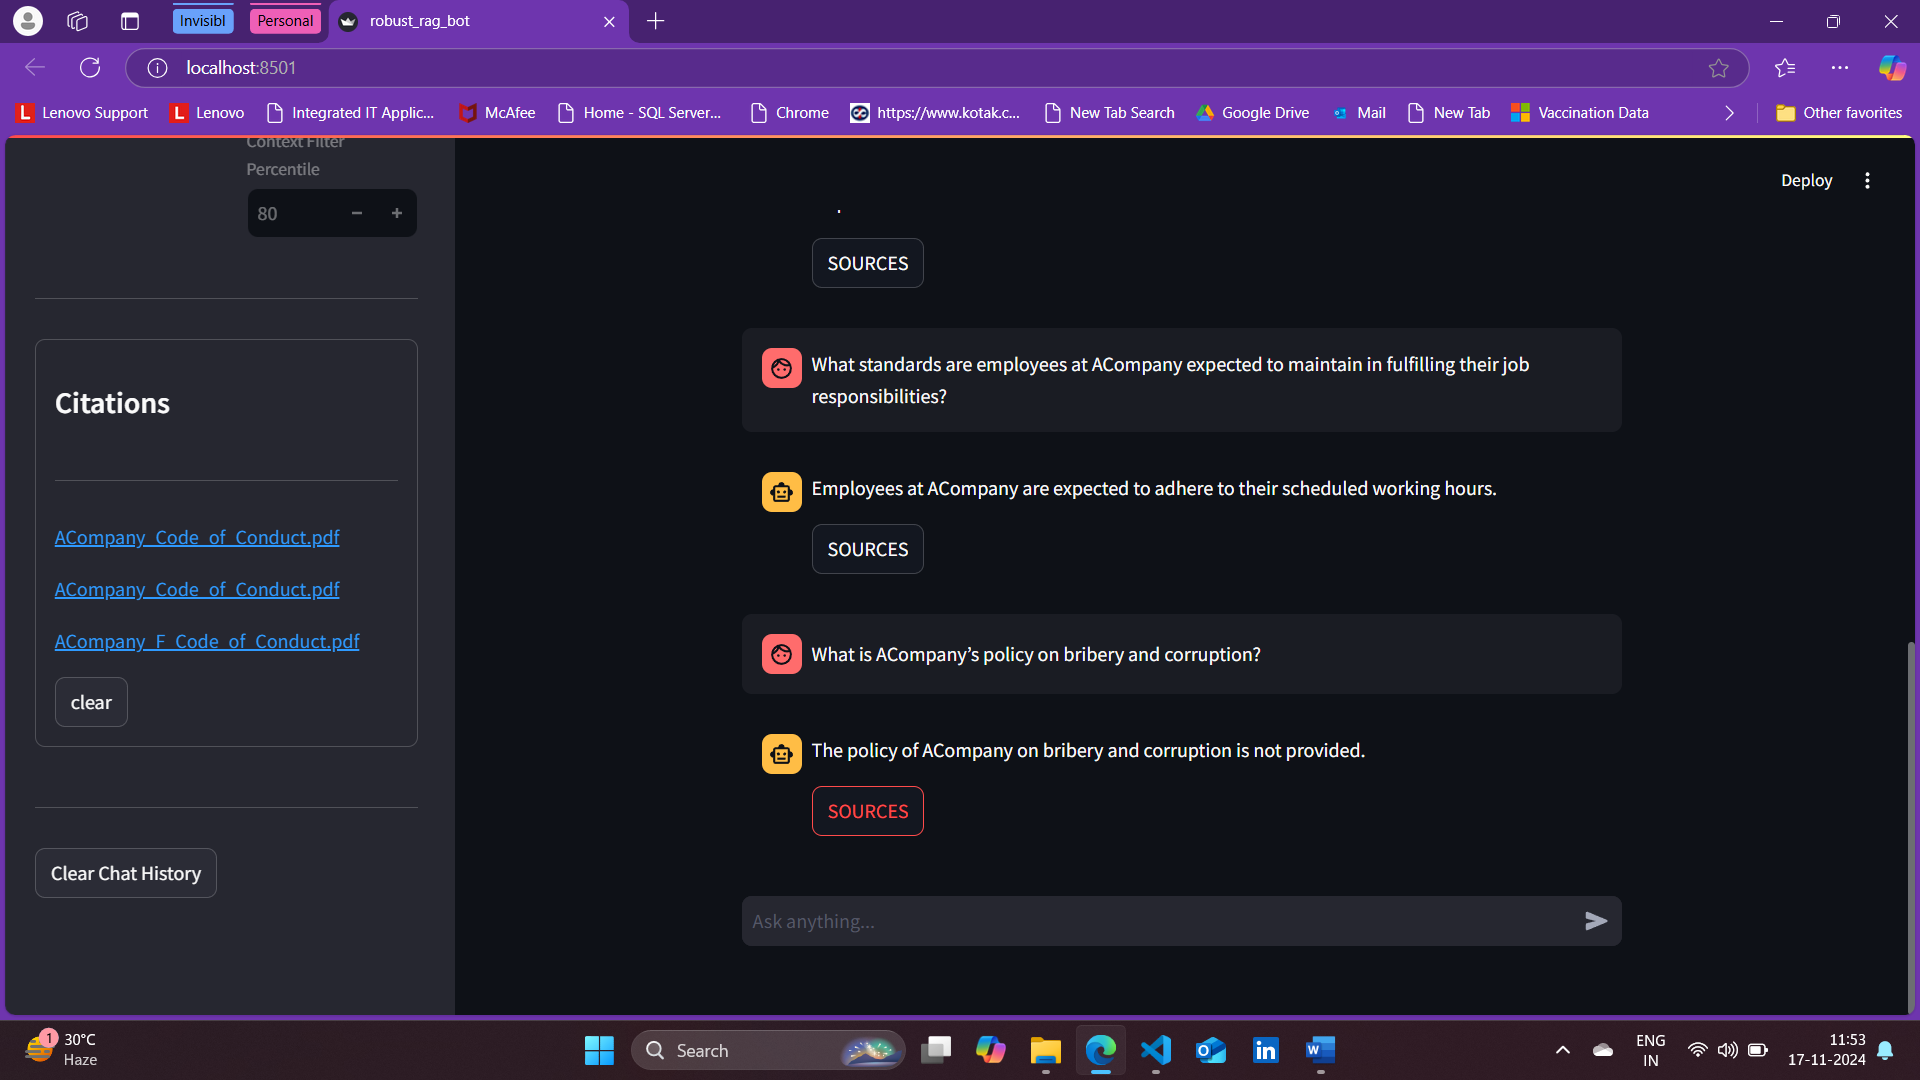 Invisibl
Personal
robust_rag_bot
localhost:8501
Lenovo Support
Lenovo
Integrated IT Applic...
McAfee
Home - SQL Server...
Chrome
https://www.kotak.c...
New Tab Search
Google Drive
Mail
New Tab
Vaccination Data
Other favorites
Context Filter
Percentile
80
Citations
ACompany_Code_of_Conduct.pdf
ACompany_Code_of_Conduct.pdf
ACompany_F_Code_of_Conduct.pdf
clear
Clear Chat History
Deploy
.
SOURCES
What standards are employees at ACompany expected to maintain in fulfilling their job
responsibilities?
Employees at ACompany are expected to adhere to their scheduled working hours.
SOURCES
What is ACompany’s policy on bribery and corruption?
The policy of ACompany on bribery and corruption is not provided.
SOURCES
Ask anything...
1
30°C
Haze
Search
ENG
IN
11:53
17-11-2024